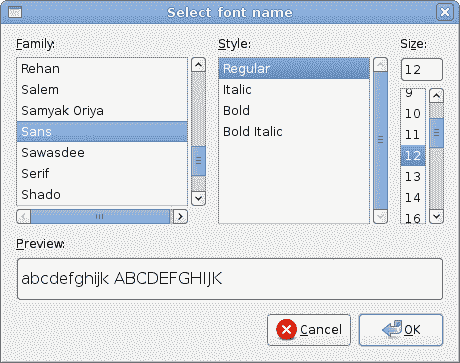 Select font name
Family:
Style:
Size:
Rehan
Salem
Samyak Oriya
Sans
Sawasdee
Serif
Shado
Regular
Italic
Bold
Bold Italic
12
9
10
11
12
13
14
16
Preview:
abcdefghijk ABCDEFGHIJK
Cancel
OK